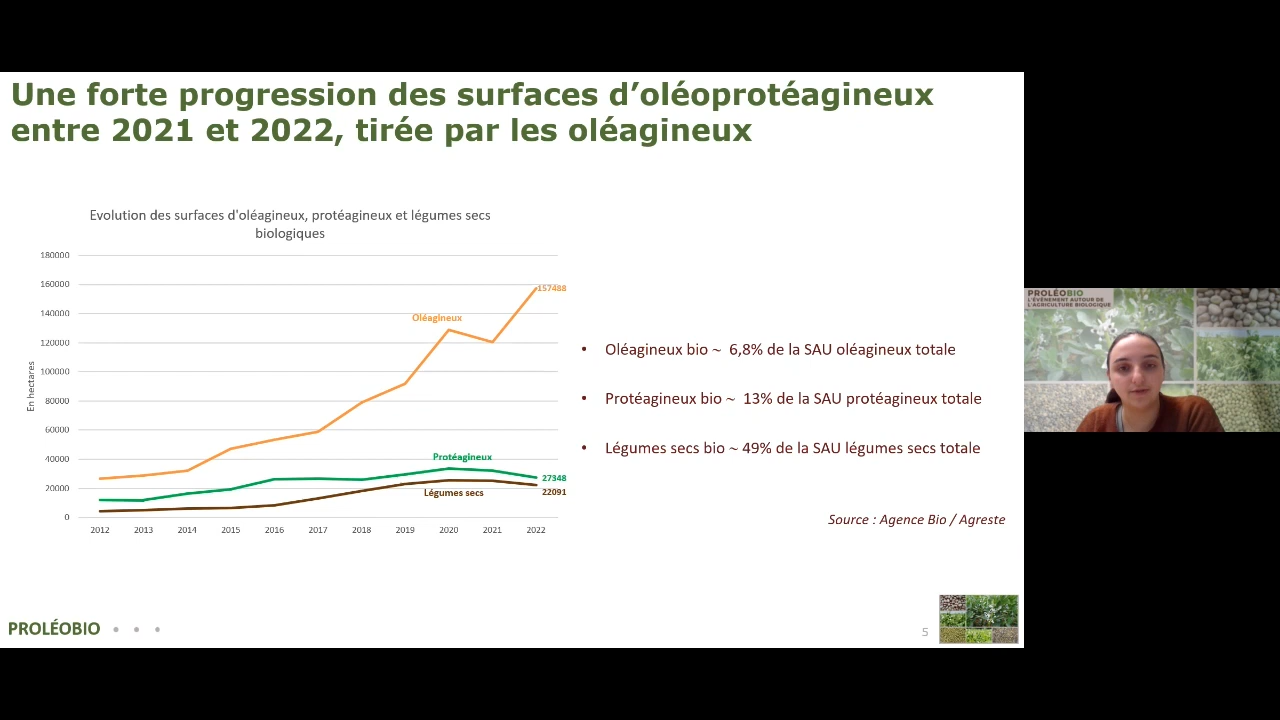 Une forte progression des surfaces d’oléoprotéagineux
entre 2021 et 2022, tirée par les oléagineux
Evolution des surfaces d'oléagineux, protéagineux et légumes secs
biologiques
En hectares
180000
160000
140000
120000
100000
80000
60000
40000
20000
0
157488
Oléagineux
Protéagineux
27348
Légumes secs
22091
2012 2013 2014 2015 2016 2017 2018 2019 2020 2021 2022
• Oléagineux bio ~ 6,8% de la SAU oléagineux totale
• Protéagineux bio ~ 13% de la SAU protéagineux totale
• Légumes secs bio ~ 49% de la SAU légumes secs totale
Source : Agence Bio / Agreste
PROLÉOBIO
5
PROLÉOBIO
L'ÉVÉNEMENT AUTOUR DE
L'AGRICULTURE BIOLOGIQUE